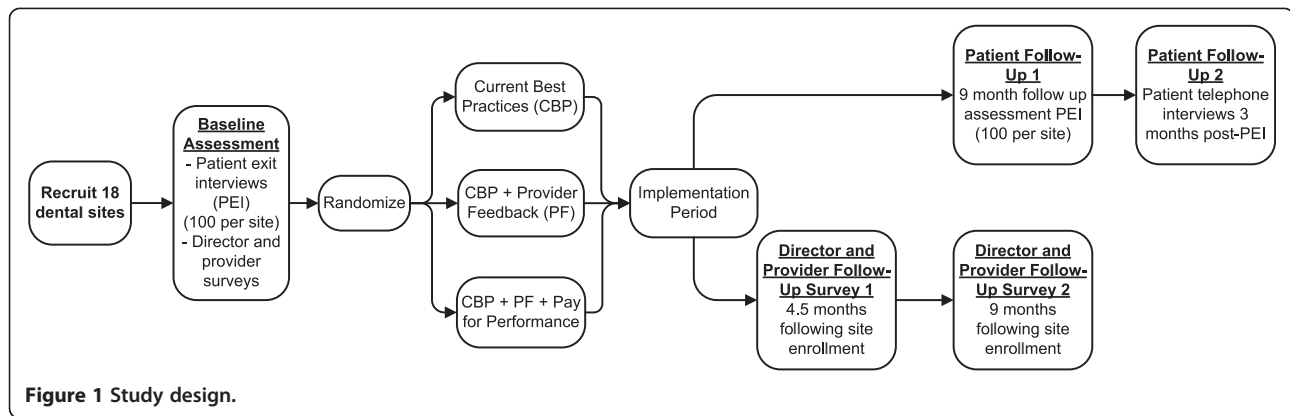 Recruit 18
dental sites
Baseline
Assessment
- Patient exit
interviews
(PEI)
(100 per site)
- Director and
provider
surveys
Randomize
Current Best
Practices (CBP)
CBP + Provider
Feedback (PF)
CBP + PF + Pay
for Performance
Implementation
Period
Patient Follow-
Up 1
9 month follow up
assessment PEI
(100 per site)
Patient Follow-
Up 2
Patient telephone
interviews 3
months post-PEI
Director and
Provider Follow-
Up Survey 1
4.5 months
following site
enrollment
Director and
Provider Follow-
Up Survey 2
9 months
following site
enrollment
Figure 1 Study design.